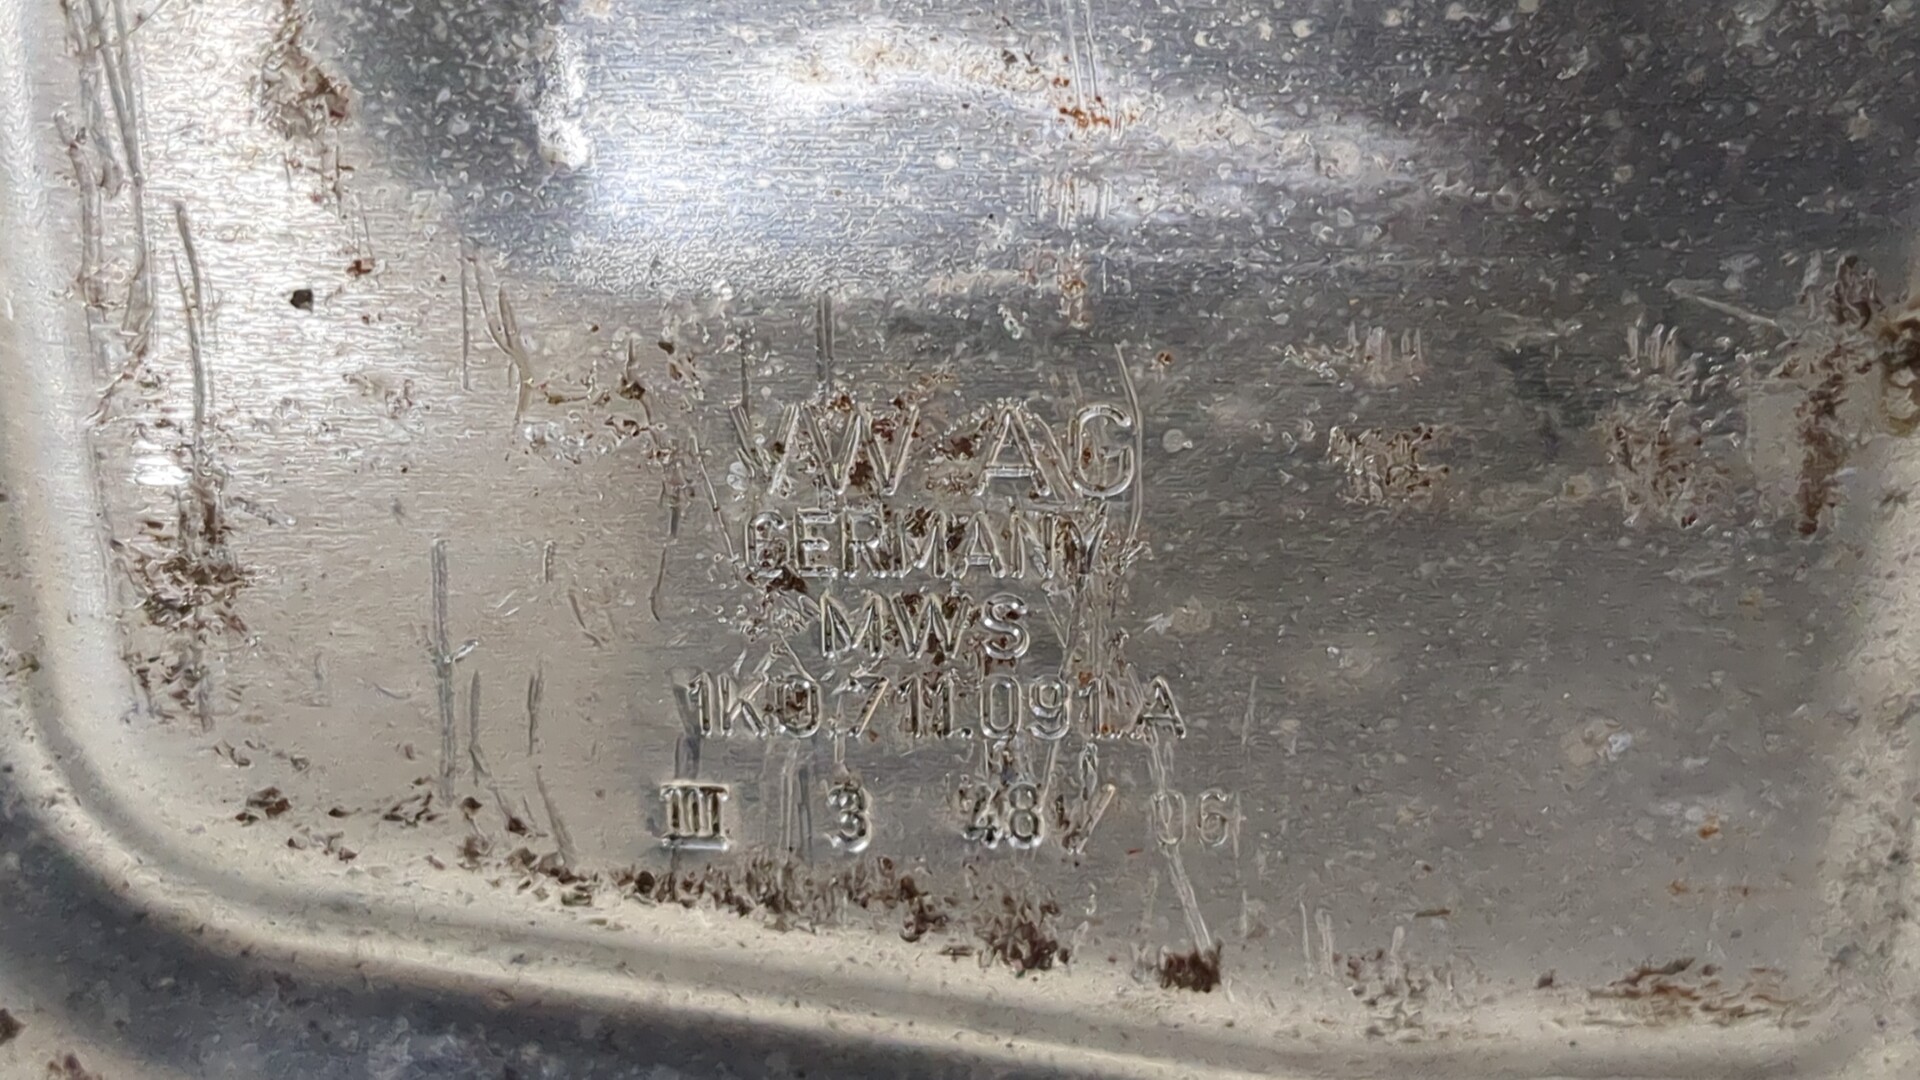 VW AG
GERMANY
MWS
1K0.711.091.A
III 3 48 / 06